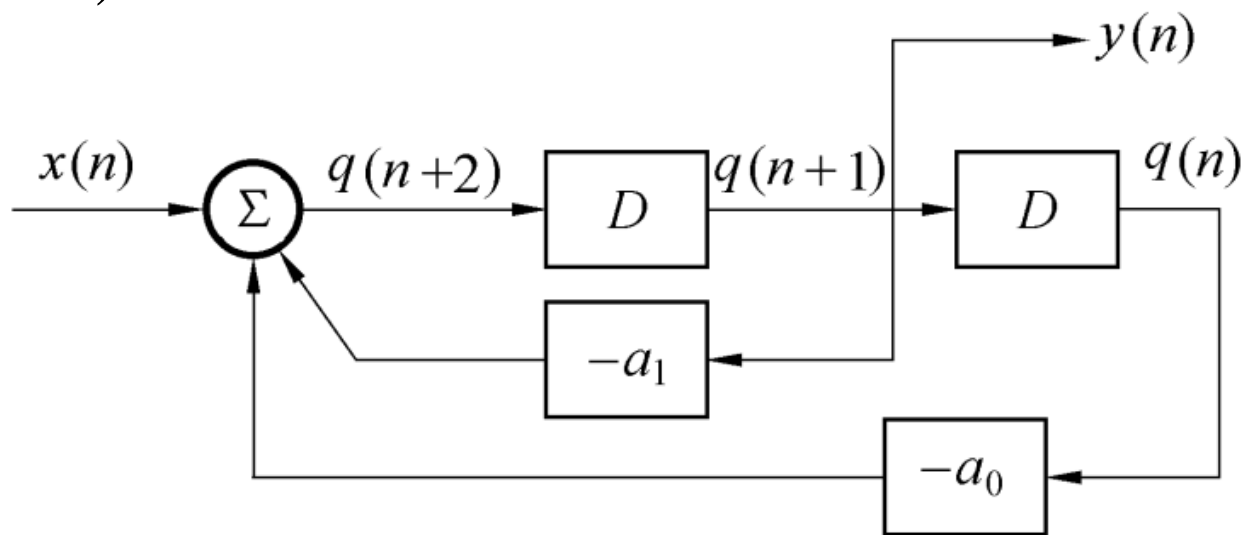 y(n)
x(n)
Σ
q(n+2)
D
q(n+1)
D
q(n)
−a₁
−a₀